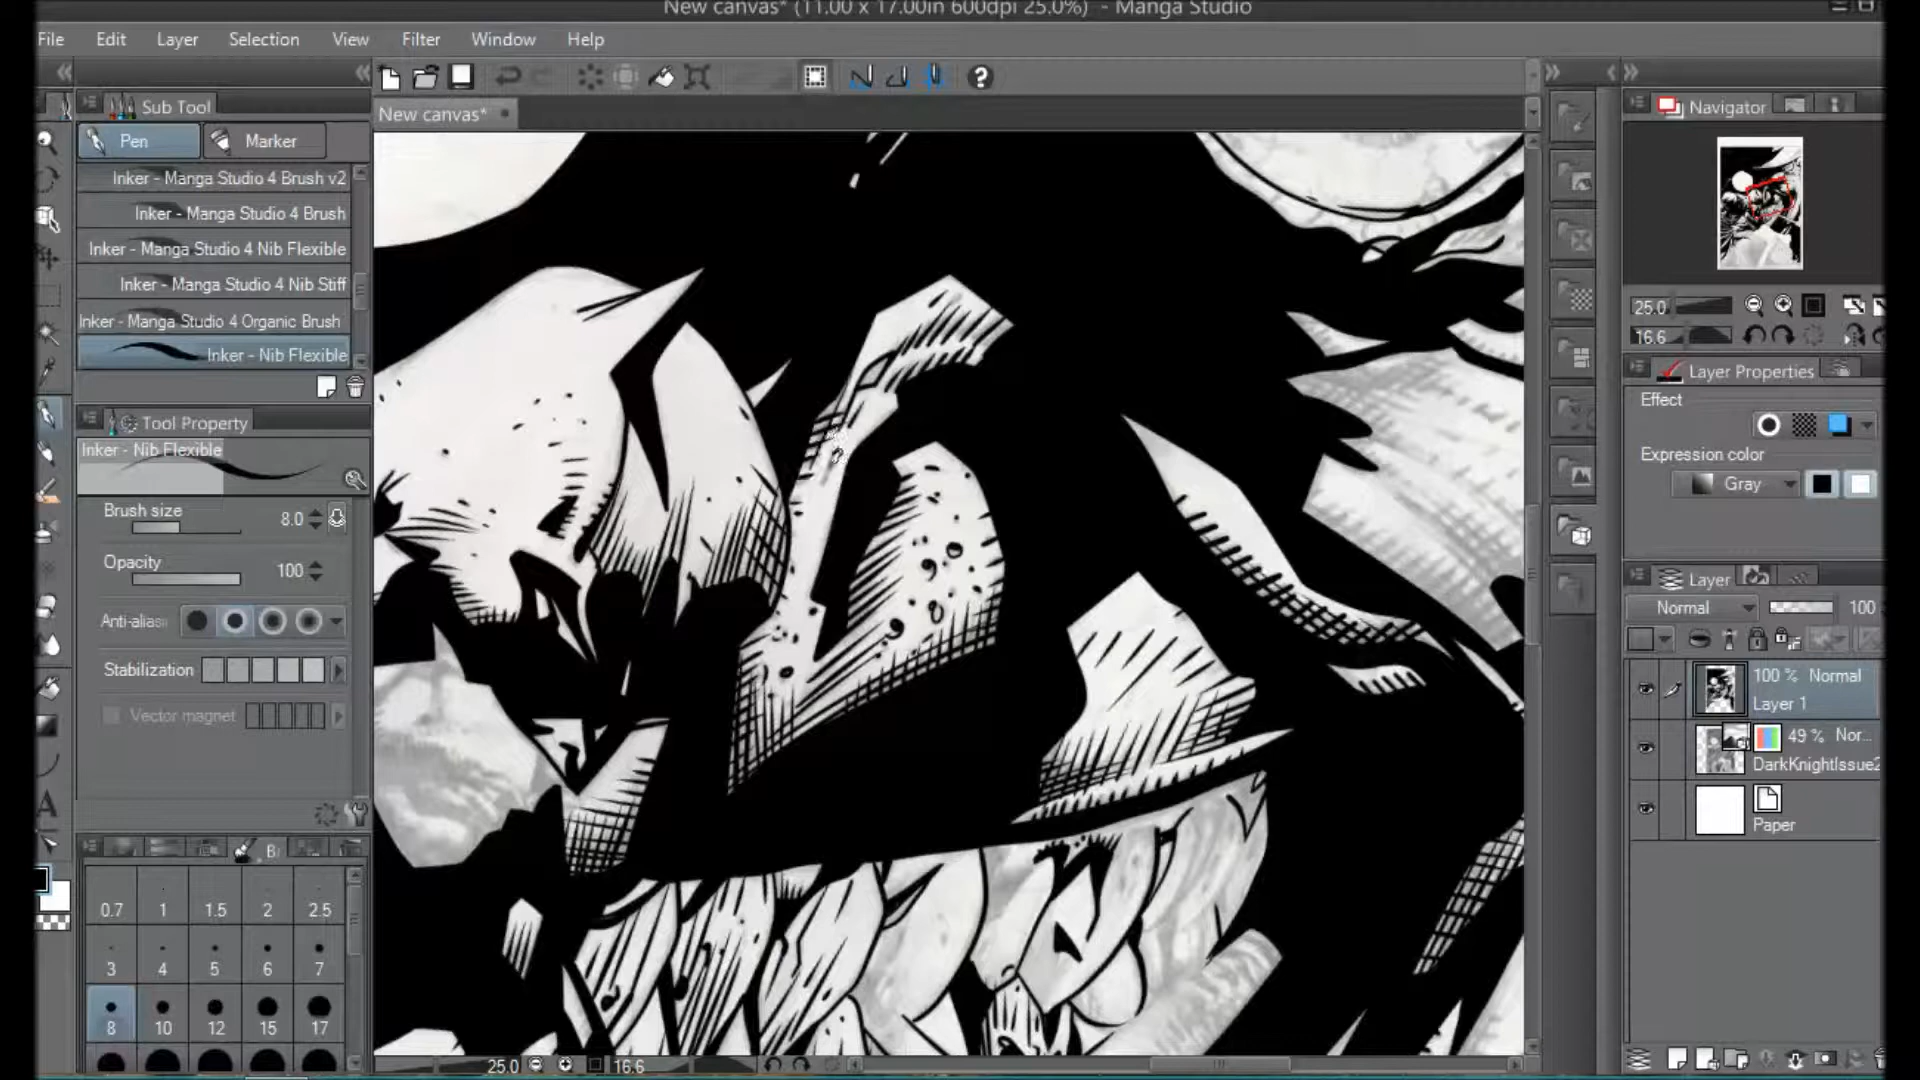 New canvas* (11.00 x 17.00in 600dpi 25.0%) - Manga Studio
File Edit Layer Selection View Filter Window Help
Sub Tool
Pen Marker
Inker - Manga Studio 4 Brush v2
Inker - Manga Studio 4 Brush
Inker - Manga Studio 4 Nib Flexible
Inker - Manga Studio 4 Nib Stiff
Inker - Manga Studio 4 Organic Brush
Inker - Nib Flexible
Tool Property
Inker - Nib Flexible
Brush size 8.0
Opacity 100
Anti-alias
Stabilization
Vector magnet
0.7 1 1.5 2 2.5
3 4 5 6 7
8 10 12 15 17
New canvas*
25.0 16.6
Navigator
25.0
16.6
Layer Properties
Effect
Expression color
Gray
Layer
Normal 100
100 % Normal
Layer 1
49 % Nor...
DarkKnightIssue2
Paper